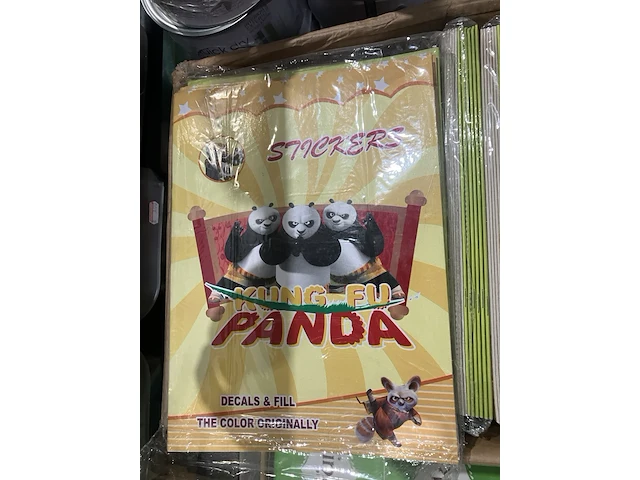 STICKERS
KUNG-FU
PANDA
DECALS & FILL
THE COLOR ORIGINALLY